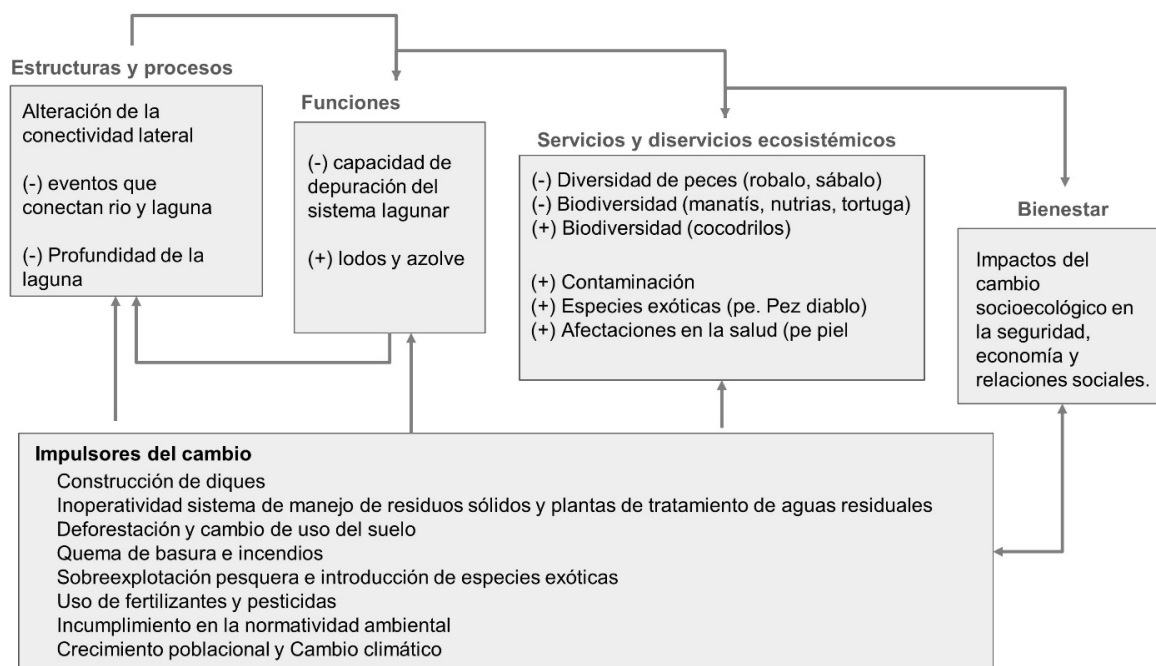 Estructuras y procesos
Alteración de la
conectividad lateral
(-) eventos que
conectan rio y laguna
(-) Profundidad de la
laguna
Funciones
(-) capacidad de
depuración del
sistema lagunar
(+) lodos y azolve
Servicios y diservicios ecosistémicos
(-) Diversidad de peces (robalo, sábalo)
(-) Biodiversidad (manatís, nutrias, tortuga)
(+) Biodiversidad (cocodrilos)
(+) Contaminación
(+) Especies exóticas (pe. Pez diablo)
(+) Afectaciones en la salud (pe piel
Bienestar
Impactos del
cambio
socioecológico en
la seguridad,
economía y
relaciones sociales.
Impulsores del cambio
Construcción de diques
Inoperatividad sistema de manejo de residuos sólidos y plantas de tratamiento de aguas residuales
Deforestación y cambio de uso del suelo
Quema de basura e incendios
Sobreexplotación pesquera e introducción de especies exóticas
Uso de fertilizantes y pesticidas
Incumplimiento en la normatividad ambiental
Crecimiento poblacional y Cambio climático